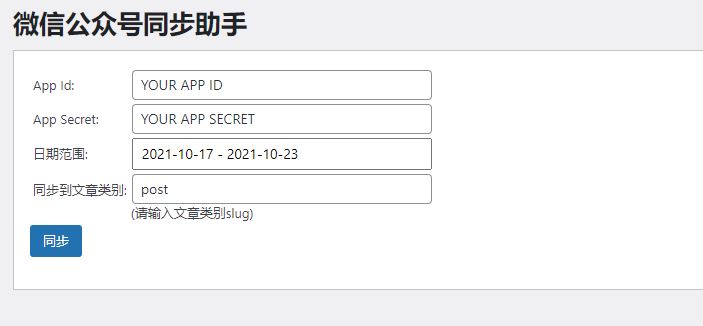 微信公众号同步助手
App Id: YOUR APP ID
App Secret: YOUR APP SECRET
日期范围: 2021-10-17 - 2021-10-23
同步到文章类别: post
(请输入文章类别slug)
同步